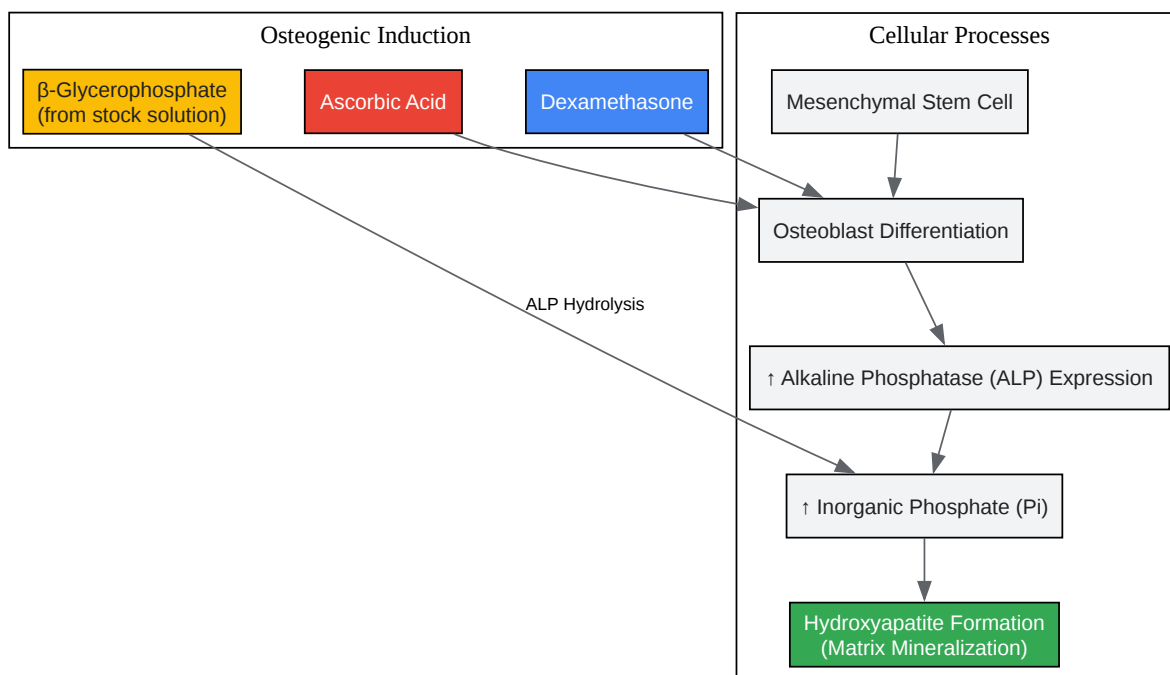 Osteogenic Induction
β-Glycerophosphate
(from stock solution)
Ascorbic Acid
Dexamethasone
Cellular Processes
Mesenchymal Stem Cell
Osteoblast Differentiation
ALP Hydrolysis
↑ Alkaline Phosphatase (ALP) Expression
↑ Inorganic Phosphate (Pi)
Hydroxyapatite Formation
(Matrix Mineralization)